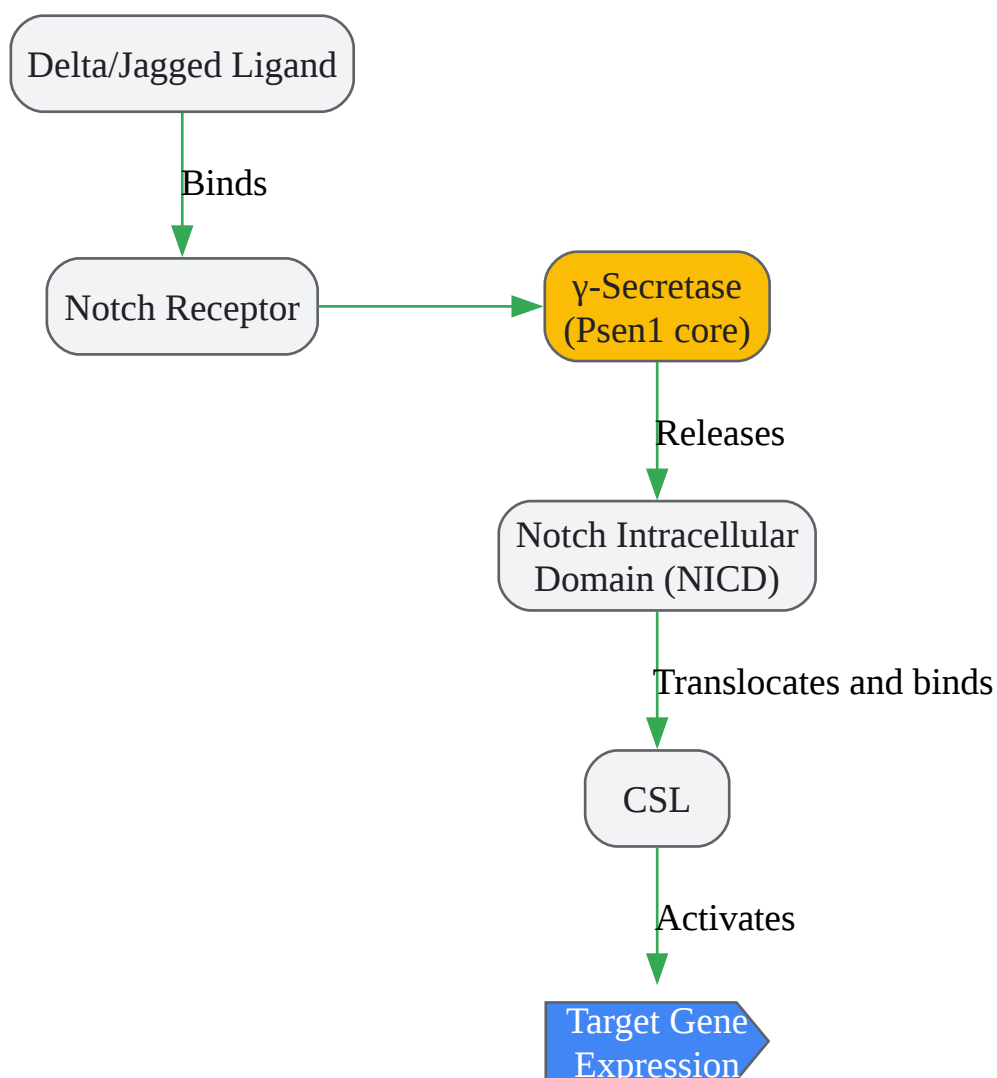 Delta/Jagged Ligand
Binds
Notch Receptor
γ-Secretase
(Psen1 core)
Releases
Notch Intracellular
Domain (NICD)
Translocates and binds
CSL
Activates
Target Gene
Expression